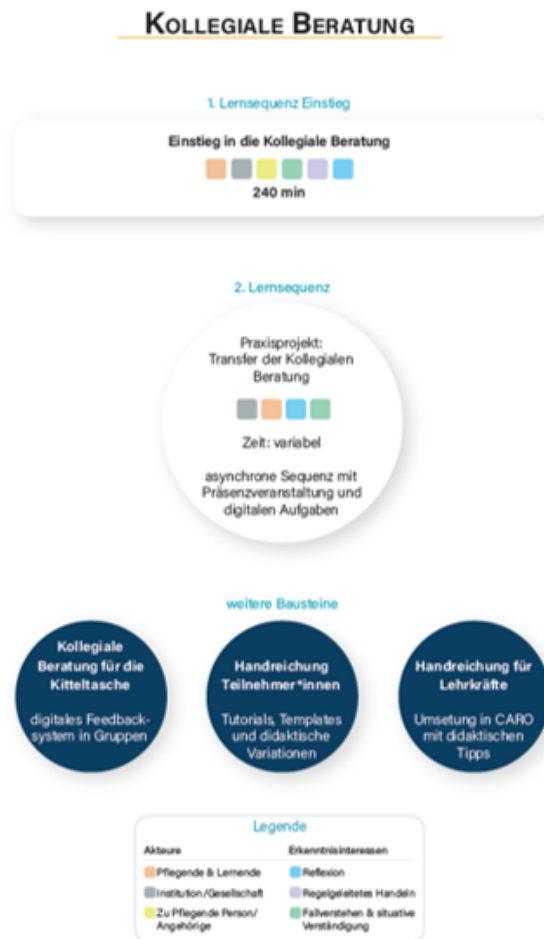 KOLLEGIALE BERATUNG
1. Lernsequenz Einstieg
Einstieg in die Kollegiale Beratung
240 min
2. Lernsequenz
Praxisprojekt:
Transfer der Kollegialen
Beratung
Zeit: variabel
asynchrone Sequenz mit
Präsenzveranstaltung und
digitalen Aufgaben
weitere Bausteine
Kollegiale
Beratung für die
Kitteltasche
digitales Feedback-
system in Gruppen
Handreichung
Teilnehmer*innen
Tutorials, Templates
und didaktische
Variationen
Handreichung für
Lehrkräfte
Umsetung in CARO
mit didaktischen
Tipps
Legende
Akteure
Pflegende & Lernende
Institution/Gesellschaft
Zu Pflegende Person/
Angehörige
Erkenntnisinteressen
Reflexion
Regelgeleitetes Handeln
Fallverstehen & situative
Verständigung